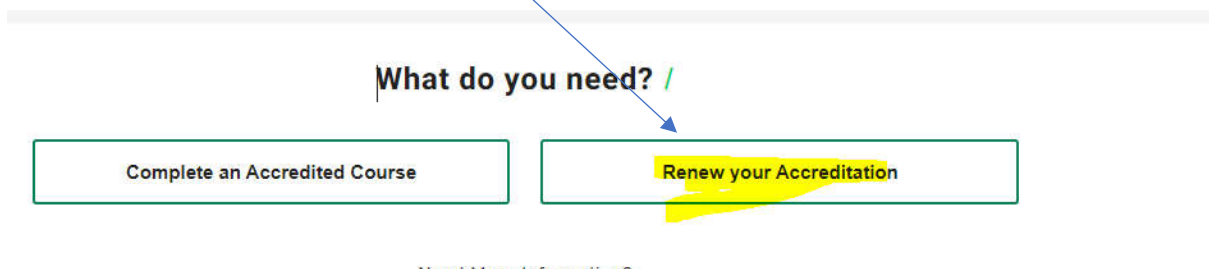 What do you need? /
Complete an Accredited Course
Renew your Accreditation